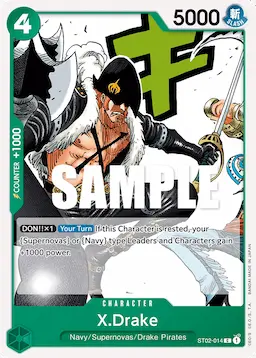 4
5000
斬
SLASH
COUNTER +1000
SAMPLE
DON!!×1 Your Turn If this Character is rested, your
[Supernovas] or [Navy] type Leaders and Characters gain
+1000 power.
CHARACTER
X.Drake
Navy/Supernovas/Drake Pirates
ST02-014 C 1